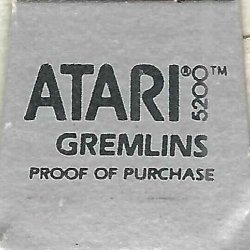 ATARI® 5200™
GREMLINS
PROOF OF PURCHASE